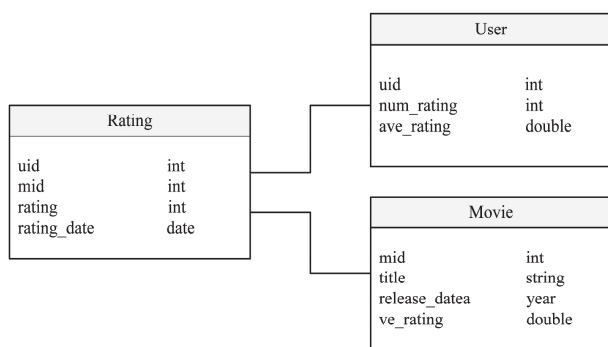 User
uid int
num_rating int
ave_rating double
Rating
uid int
mid int
rating int
rating_date date
Movie
mid int
title string
release_datea year
ve_rating double